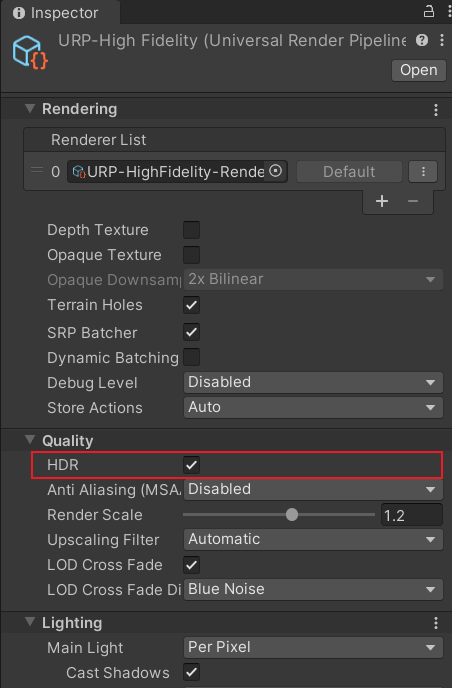 Inspector
URP-High Fidelity (Universal Render Pipeline
Open
Rendering
Renderer List
0 URP-HighFidelity-Rende Default
Depth Texture
Opaque Texture
Opaque Downsamp 2x Bilinear
Terrain Holes
SRP Batcher
Dynamic Batching
Debug Level Disabled
Store Actions Auto
Quality
HDR
Anti Aliasing (MSAA Disabled
Render Scale 1.2
Upscaling Filter Automatic
LOD Cross Fade
LOD Cross Fade Di Blue Noise
Lighting
Main Light Per Pixel
Cast Shadows